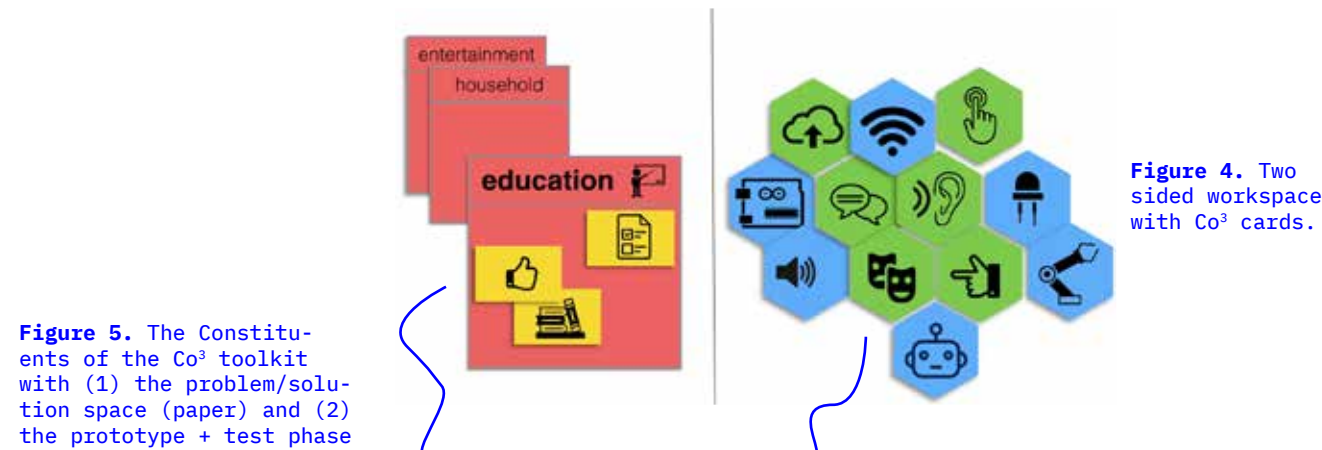 entertainment
household
education
Figure 4. Two
sided workspace
with Co³ cards.
Figure 5. The Constitu-
ents of the Co³ toolkit
with (1) the problem/solu-
tion space (paper) and (2)
the prototype + test phase